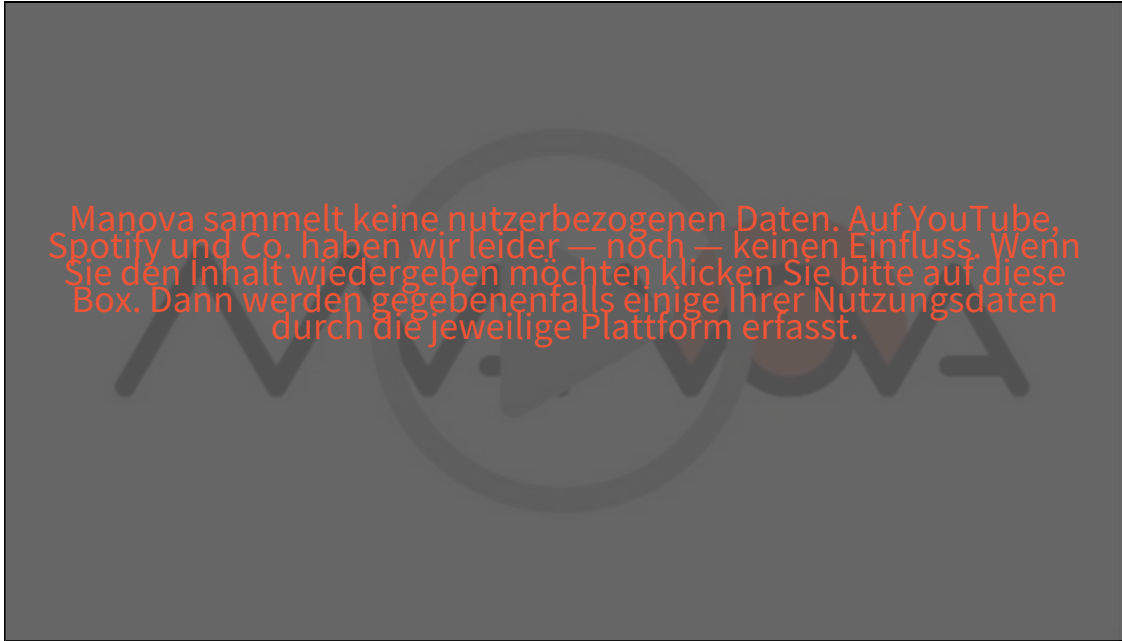 Manova sammelt keine nutzerbezogenen Daten. Auf YouTube,
Spotify und Co. haben wir leider — noch — keinen Einfluss. Wenn
Sie den Inhalt wiedergeben möchten klicken Sie bitte auf diese
Box. Dann werden gegebenenfalls einige Ihrer Nutzungsdaten
durch die jeweilige Plattform erfasst.
MANOVA